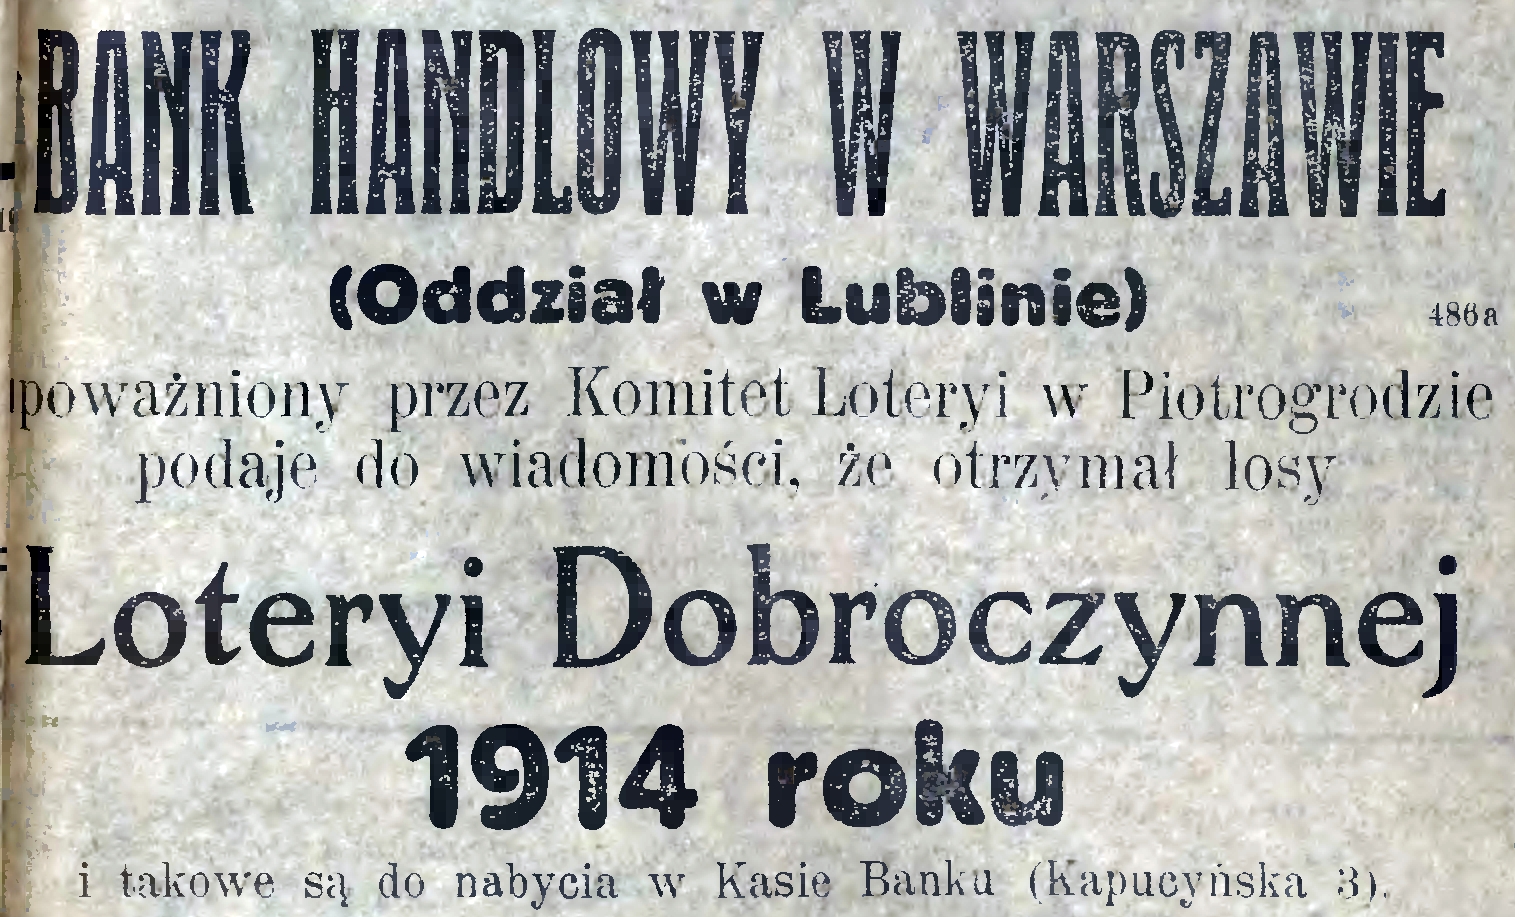 BANK HANDLOWY W WARSZAWIE
(Oddział w Lublinie)
486a
upoważniony przez Komitet Loteryi w Piotrogrodzie
podaje do wiadomości, że otrzymał losy
Loteryi Dobroczynnej
1914 roku
i takowe są do nabycia w Kasie Banku (Kapucyńska 3).